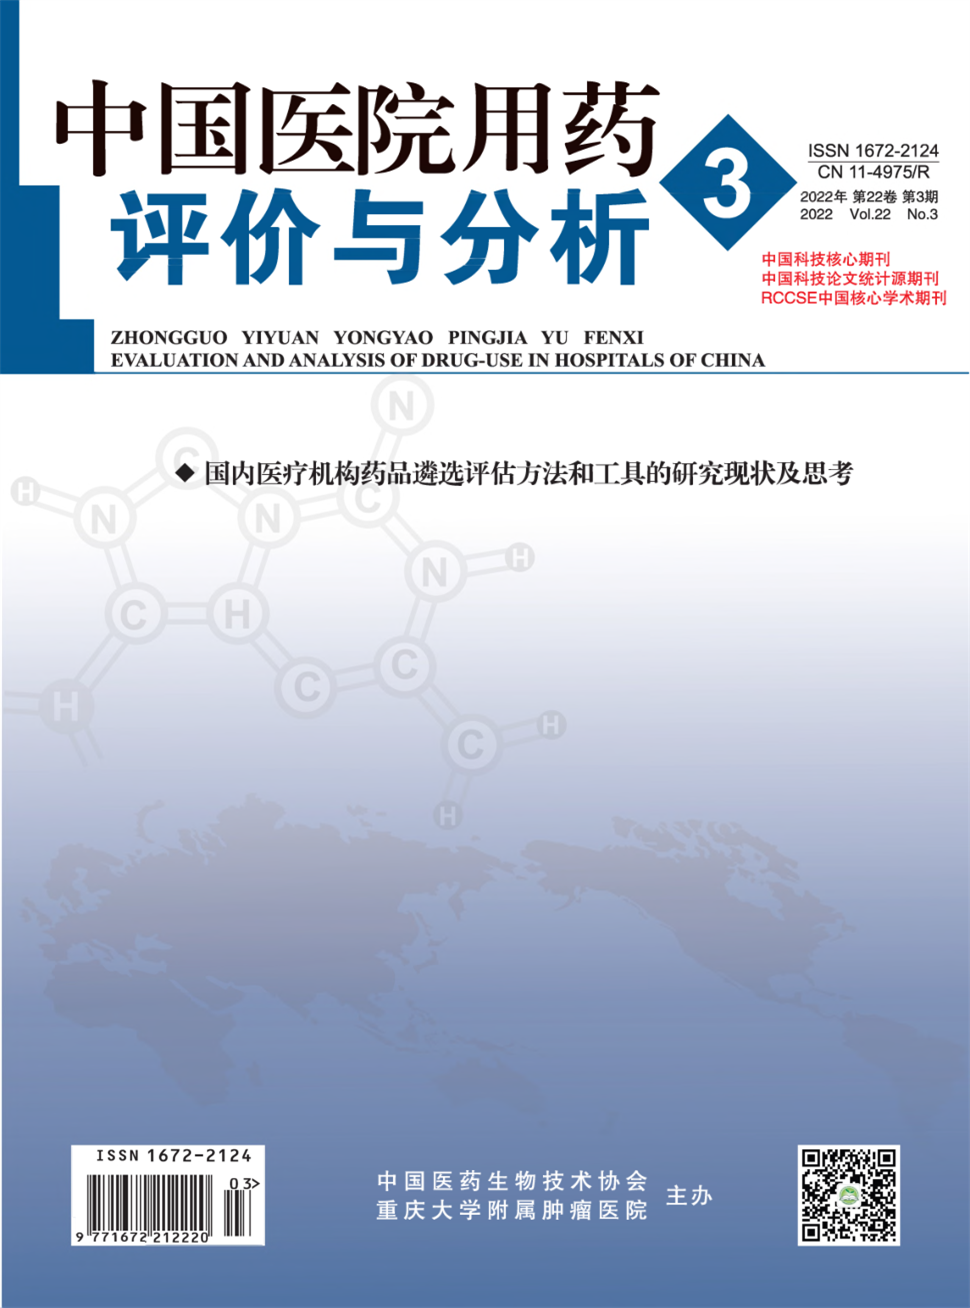 中国医院用药
评价与分析
3
ISSN 1672-2124
CN 11-4975/R
2022年 第22卷 第3期
2022 Vol.22 No.3
中国科技核心期刊
中国科技论文统计源期刊
RCCSE中国核心学术期刊
ZHONGGUO YIYUAN YONGYAO PINGJIA YU FENXI
EVALUATION AND ANALYSIS OF DRUG-USE IN HOSPITALS OF CHINA
N
C
◆ 国内医疗机构药品遴选评估方法和工具的研究现状及思考
H
N
N
C
N
H
C
H
C
C
H
C
H
H
ISSN 1672-2124
03>
9 771672 212220
中国医药生物技术协会
重庆大学附属肿瘤医院
主办